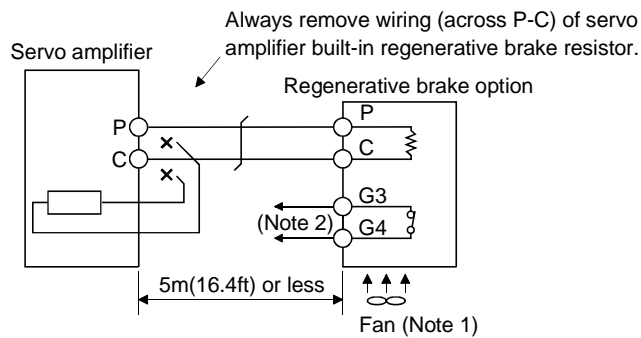 Always remove wiring (across P-C) of servo
amplifier built-in regenerative brake resistor.
Servo amplifier
Regenerative brake option
P
P
C
C
G3
(Note 2)
G4
5m(16.4ft) or less
Fan (Note 1)